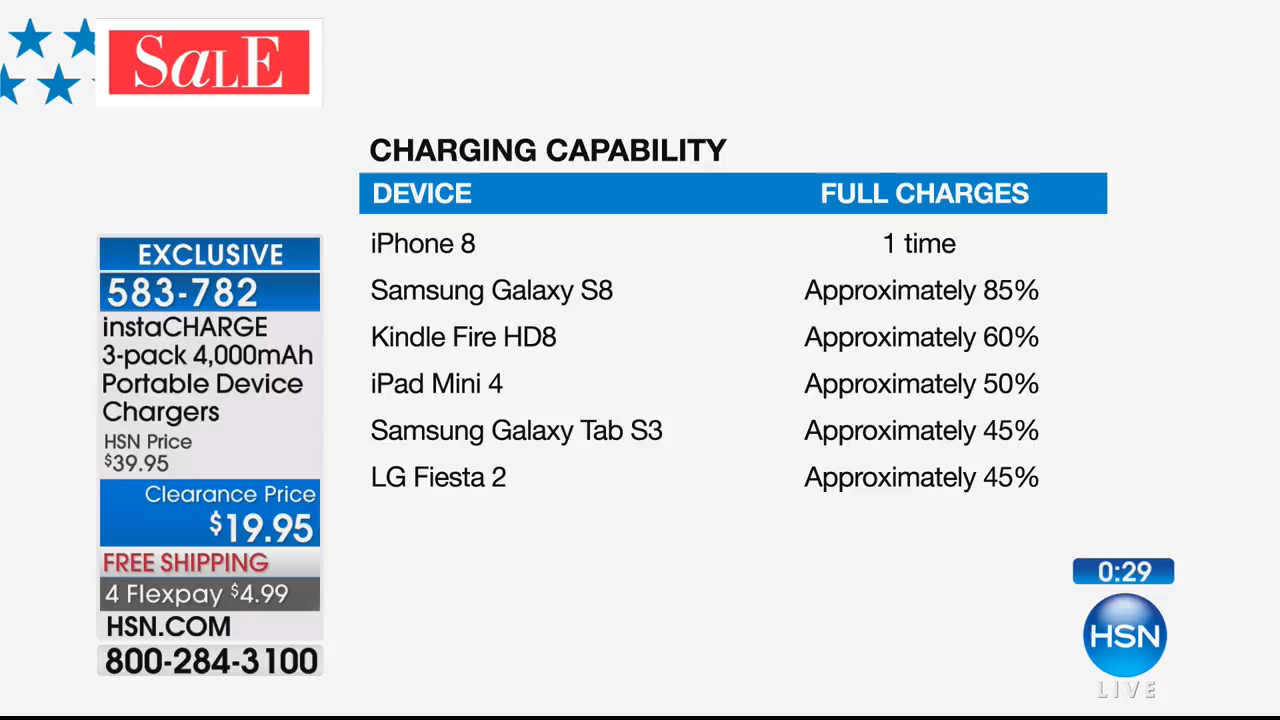 SaLE
CHARGING CAPABILITY
DEVICE FULL CHARGES
iPhone 8 1 time
Samsung Galaxy S8 Approximately 85%
Kindle Fire HD8 Approximately 60%
iPad Mini 4 Approximately 50%
Samsung Galaxy Tab S3 Approximately 45%
LG Fiesta 2 Approximately 45%
EXCLUSIVE
583-782
instaCHARGE
3-pack 4,000mAh
Portable Device
Chargers
HSN Price
$39.95
Clearance Price
$19.95
FREE SHIPPING
4 Flexpay $4.99
HSN.COM
800-284-3100
0:29
HSN
LIVE